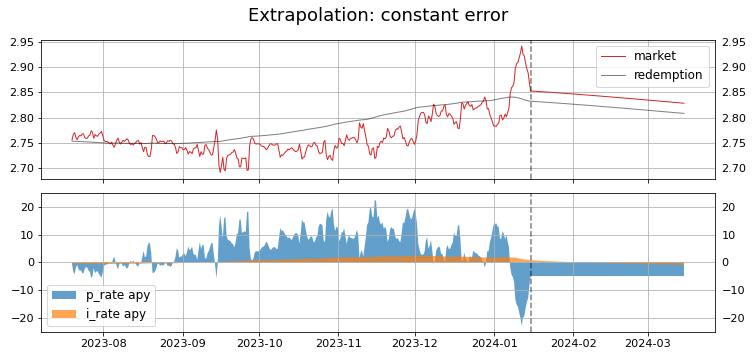 Extrapolation: constant error
2.95 2.95
2.90 2.90
2.85 2.85
2.80 2.80
2.75 2.75
2.70 2.70
market
redemption
20 20
10 10
0 0
−10 −10
−20 −20
p_rate apy
i_rate apy
2023-08 2023-09 2023-10 2023-11 2023-12 2024-01 2024-02 2024-03